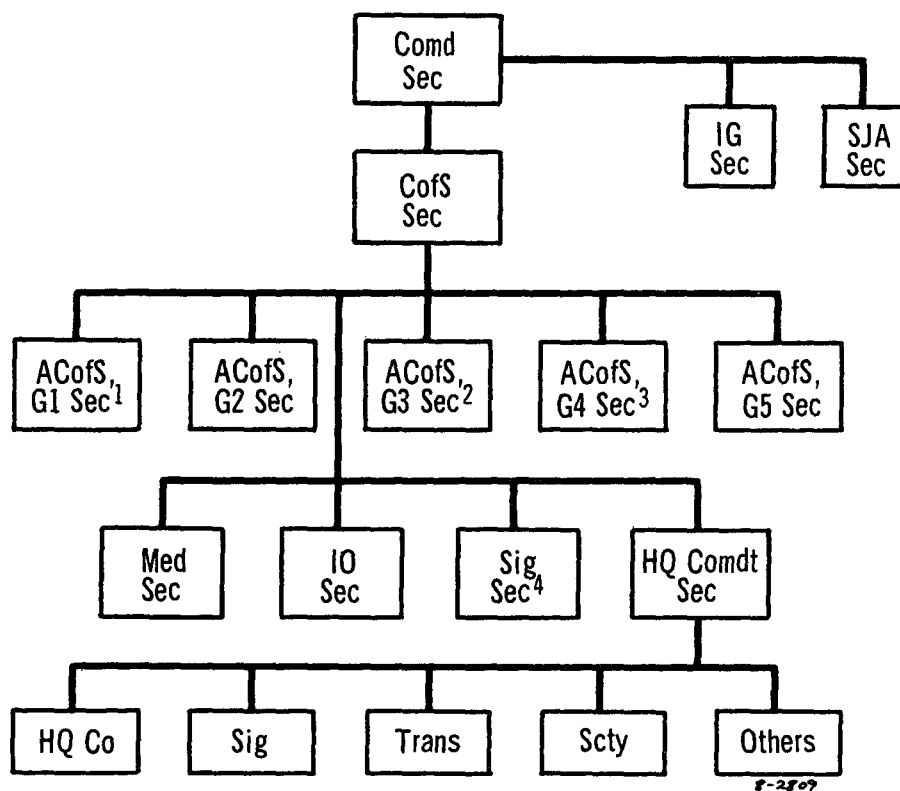 Comd
Sec
IG
Sec
SJA
Sec
CofS
Sec
ACofS,
G1 Sec¹
ACofS,
G2 Sec
ACofS,
G3 Sec²
ACofS,
G4 Sec³
ACofS,
G5 Sec
Med
Sec
IO
Sec
Sig
Sec⁴
HQ Comdt
Sec
HQ Co
Sig
Trans
Scty
Others
8-2809